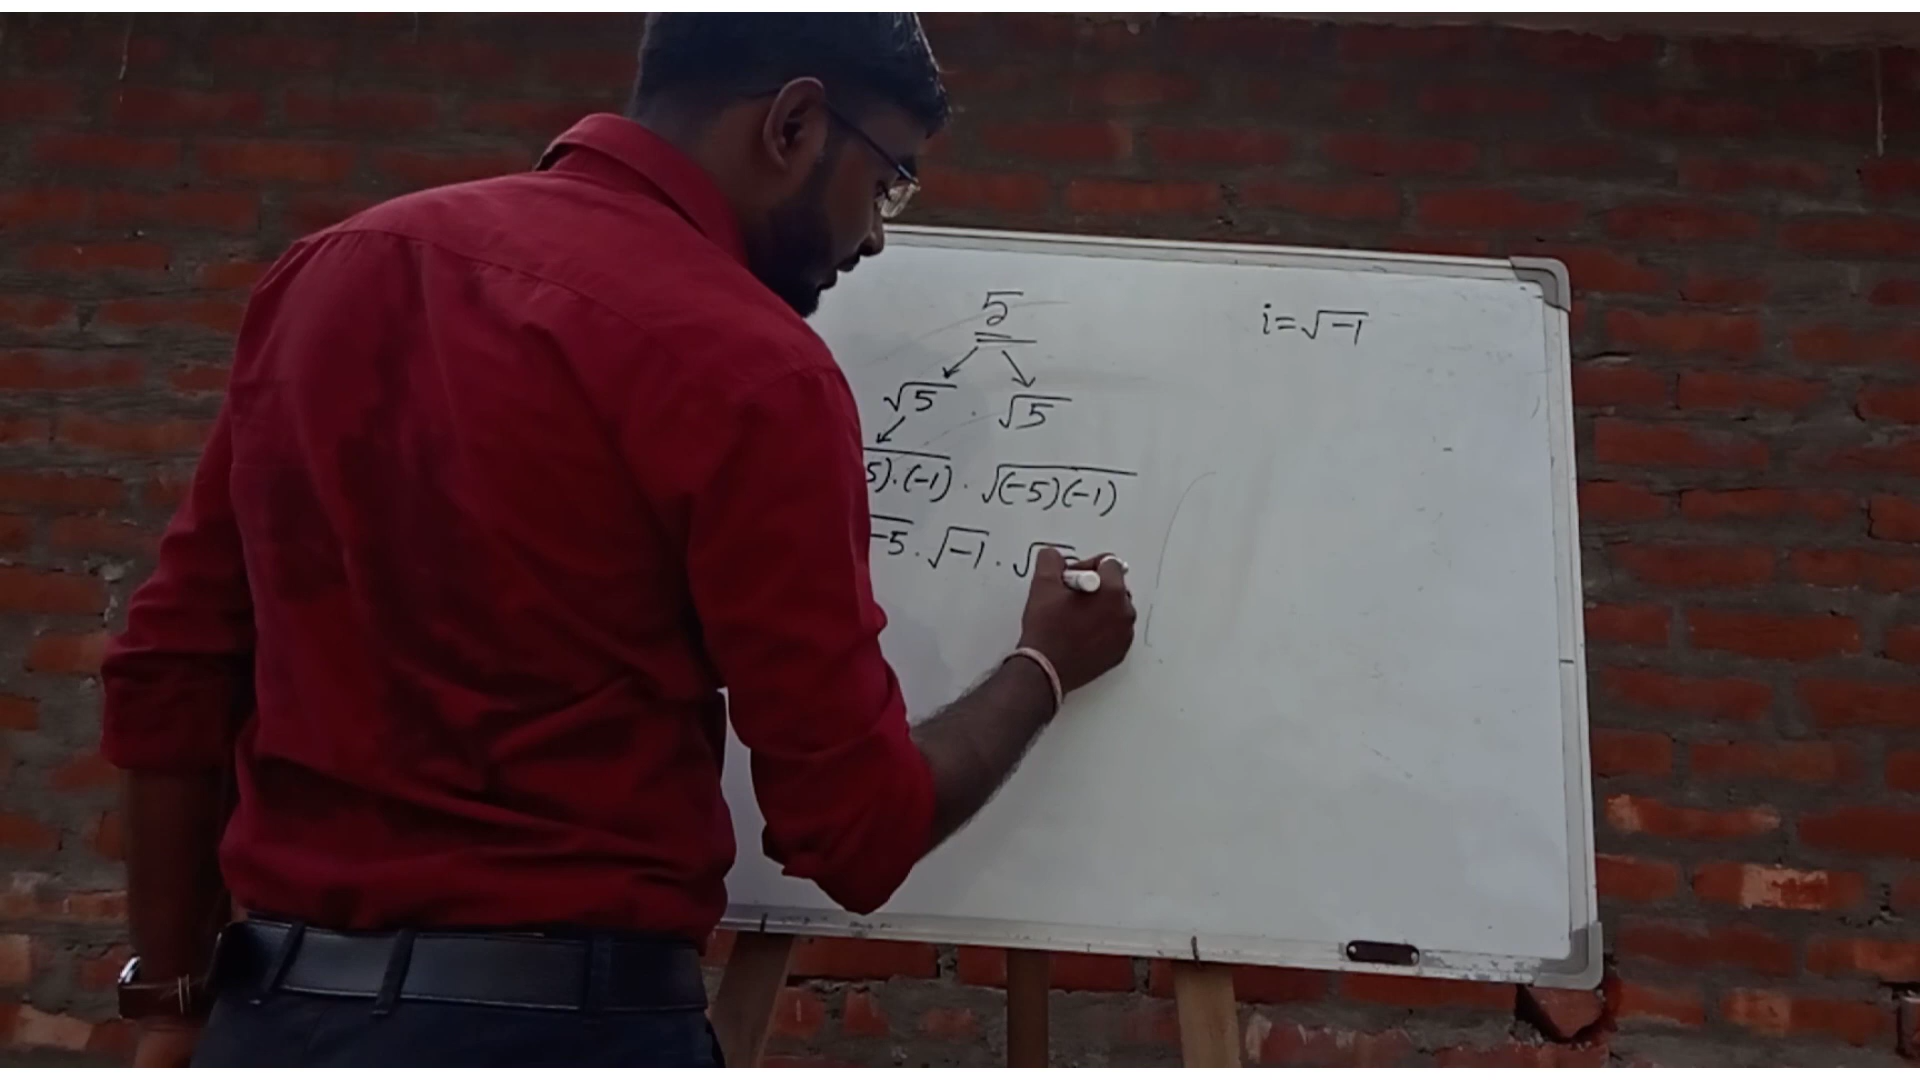 5
i=√-1
√5 . √5
5).(-1) . √(-5)(-1)
-5 . √-1 . √